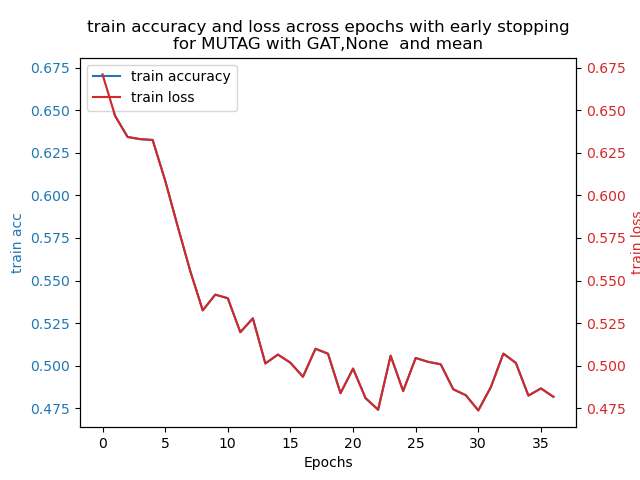 train accuracy and loss across epochs with early stopping
for MUTAG with GAT,None  and mean
train accuracy
train loss
0.675
0.650
0.625
0.600
0.575
0.550
0.525
0.500
0.475
train acc
0.675
0.650
0.625
0.600
0.575
0.550
0.525
0.500
0.475
train loss
0 5 10 15 20 25 30 35
Epochs